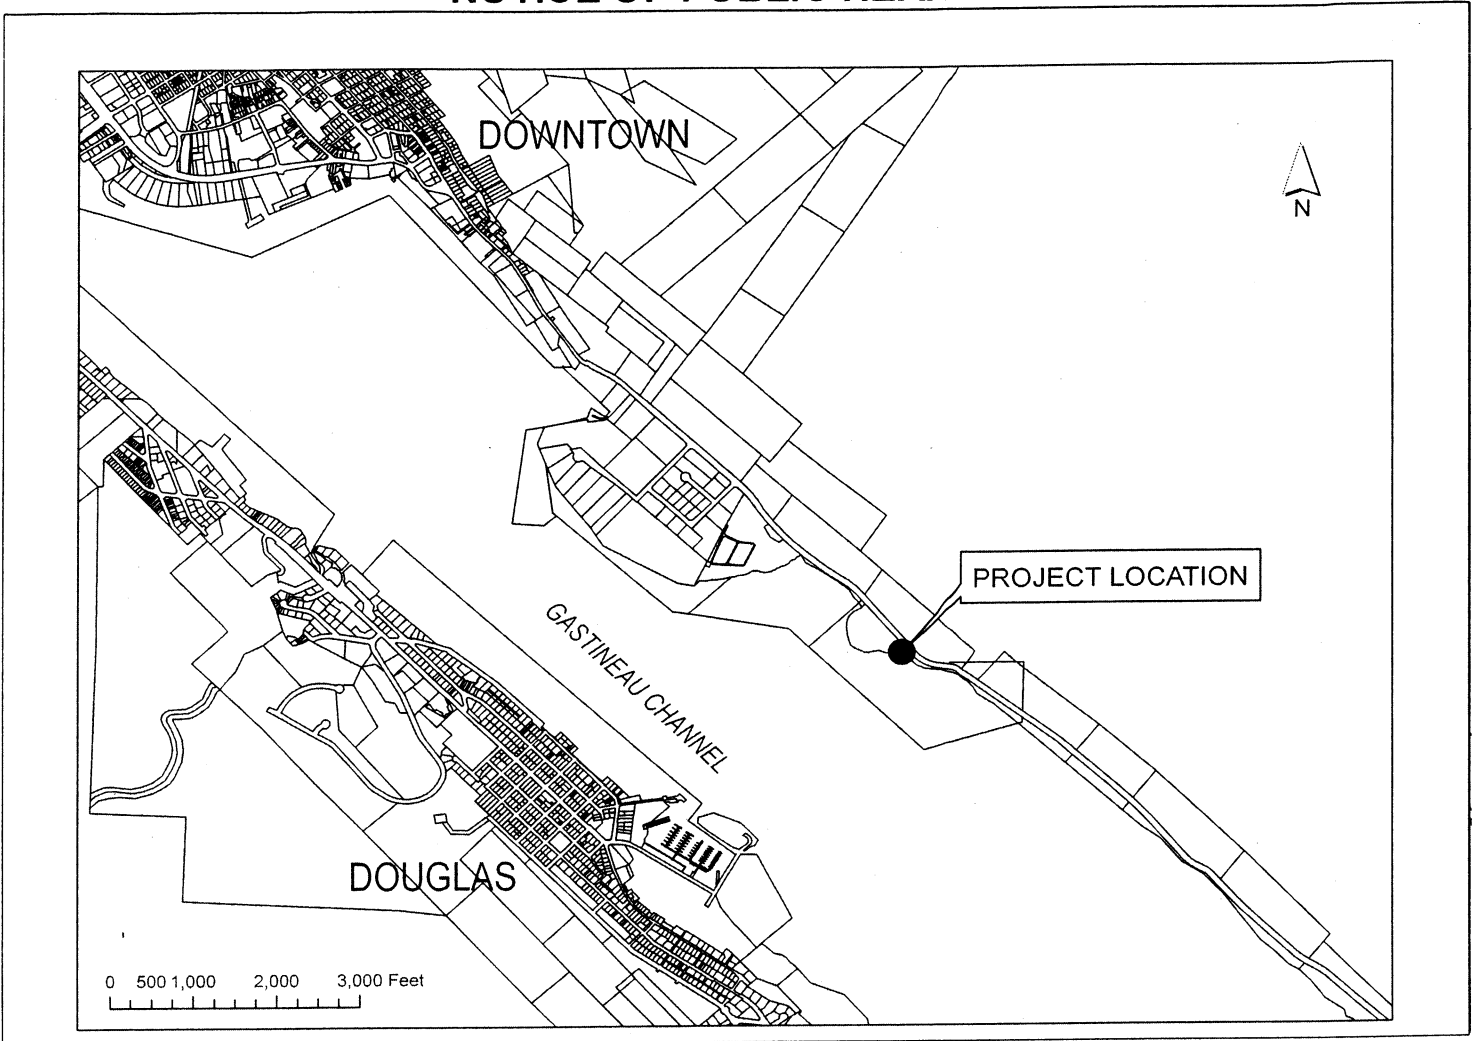 DOWNTOWN
N
PROJECT LOCATION
GASTINEAU CHANNEL
DOUGLAS
0 500 1,000 2,000 3,000 Feet